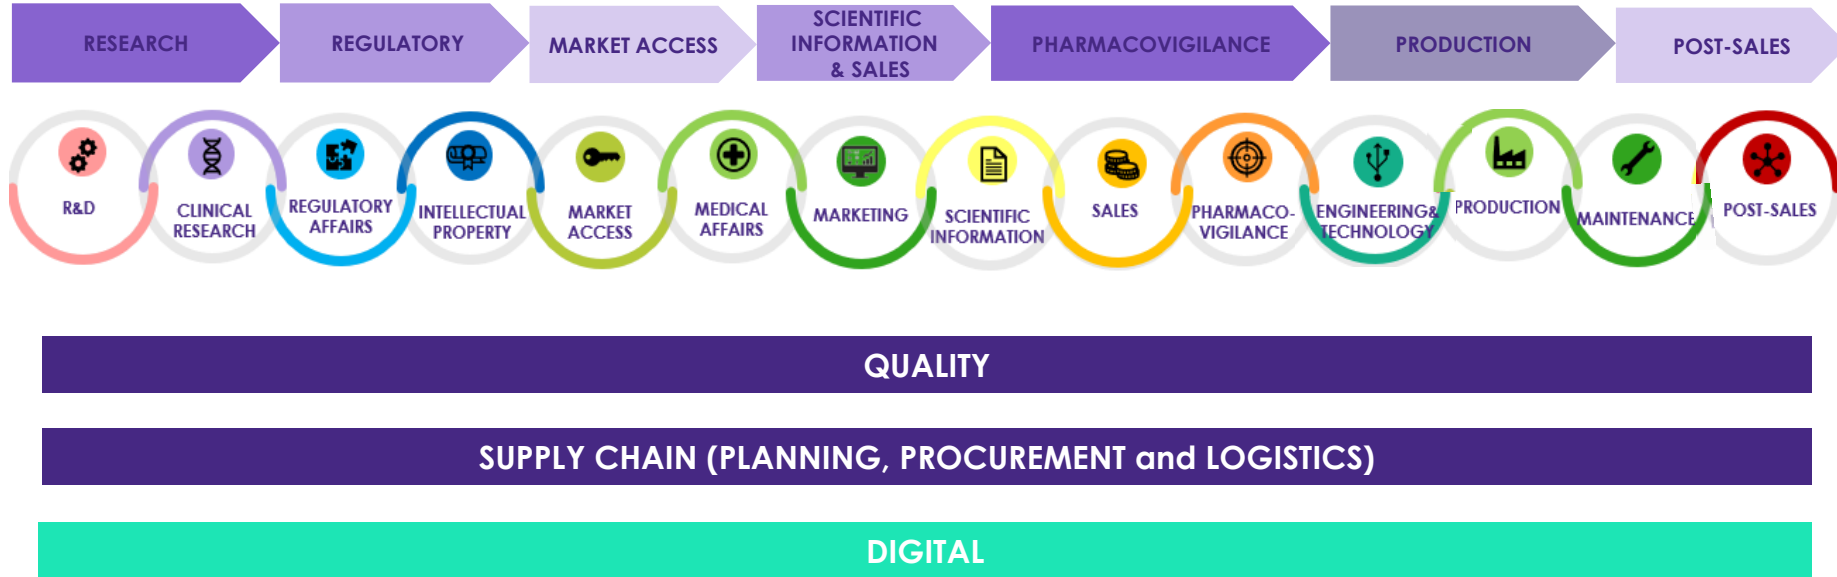 RESEARCH
REGULATORY
MARKET ACCESS
SCIENTIFIC
INFORMATION
& SALES
PHARMACOVIGILANCE
PRODUCTION
POST-SALES
R&D
CLINICAL
RESEARCH
REGULATORY
AFFAIRS
INTELLECTUAL
PROPERTY
MARKET
ACCESS
MEDICAL
AFFAIRS
MARKETING
SCIENTIFIC
INFORMATION
SALES
PHARMACO-
VIGILANCE
ENGINEERING&
TECHNOLOGY
PRODUCTION
MAINTENANCE
POST-SALES
QUALITY
SUPPLY CHAIN (PLANNING, PROCUREMENT and LOGISTICS)
DIGITAL